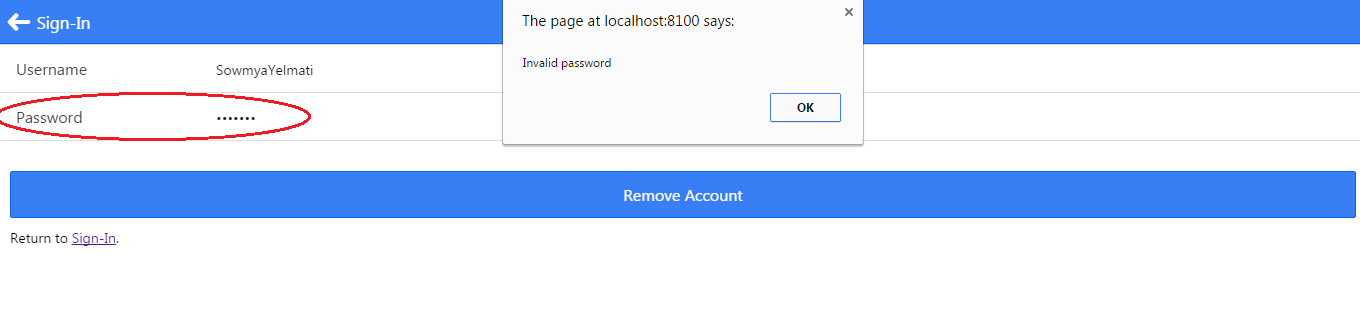 Sign-In
The page at localhost:8100 says:
Invalid password
OK
Username SowmyaYelmati
Password •••••••
Remove Account
Return to Sign-In.